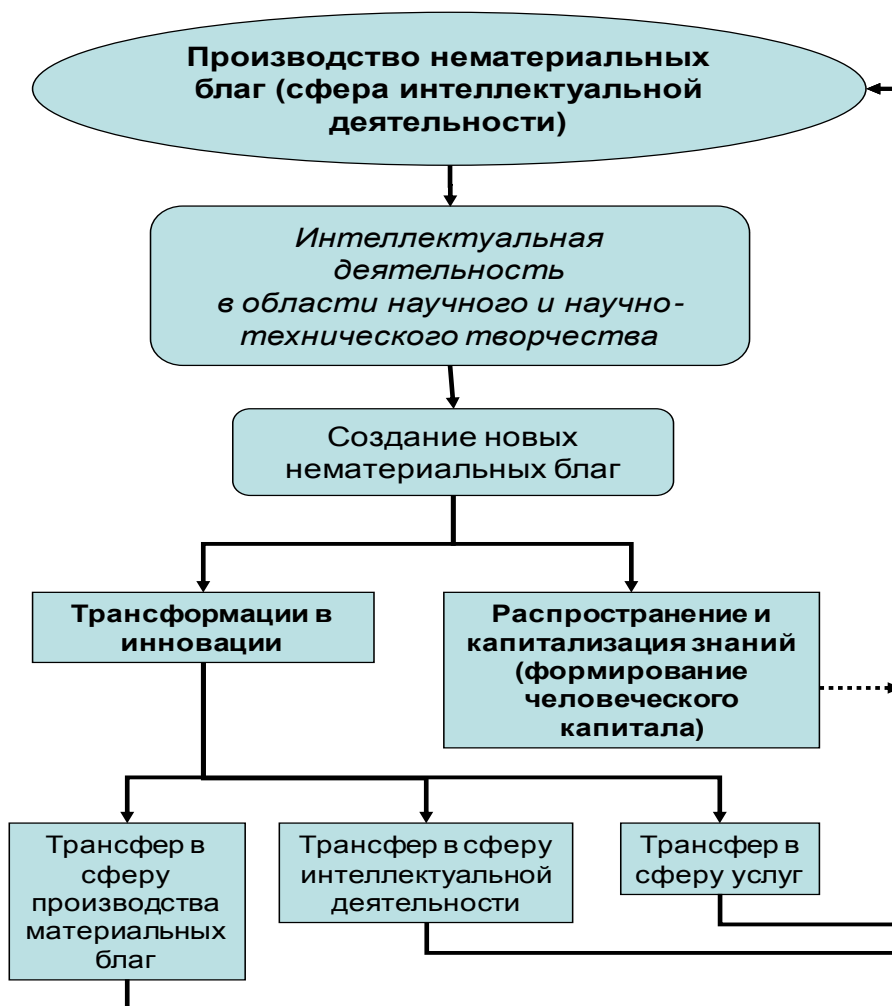 Производство нематериальных
благ (сфера интеллектуальной
деятельности)
Интеллектуальная
деятельность
в области научного и научно-
технического творчества
Создание новых
нематериальных благ
Трансформации в
инновации
Распространение и
капитализация знаний
(формирование
человеческого
капитала)
Трансфер в
сферу
производства
материальных
благ
Трансфер в сферу
интеллектуальной
деятельности
Трансфер в
сферу услуг